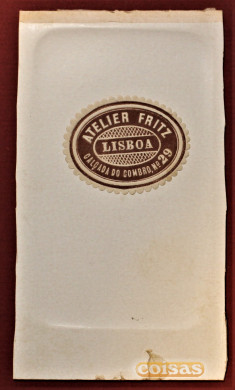 ATELIER FRITZ
LISBOA
CALÇADA DO COMBRO, Nº 29
coisas